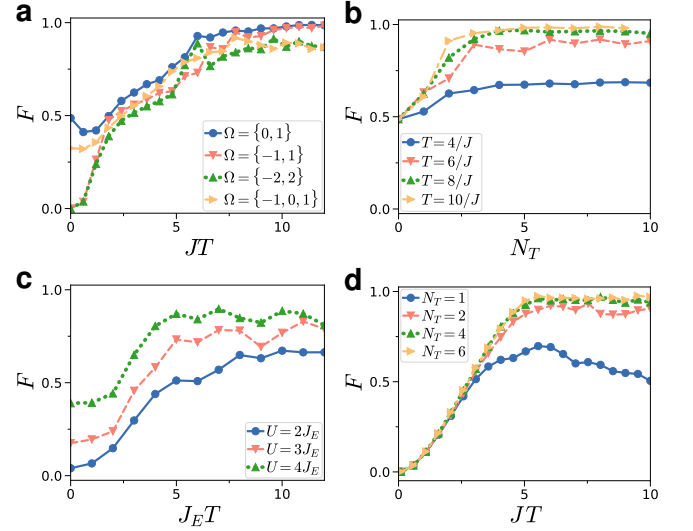 a
1.0
0.5
0.0
F
0
5
10
JT
Ω = {0, 1}
Ω = {−1, 1}
Ω = {−2, 2}
Ω = {−1, 0, 1}
b
1.0
0.5
0.0
F
0
5
10
N_T
T = 4/J
T = 6/J
T = 8/J
T = 10/J
c
1.0
0.5
0.0
F
0
5
10
J_E T
U = 2J_E
U = 3J_E
U = 4J_E
d
1.0
0.5
0.0
F
0
5
10
JT
N_T = 1
N_T = 2
N_T = 4
N_T = 6